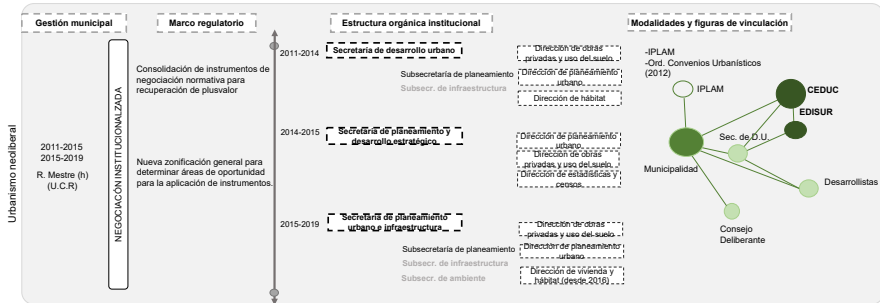 Gestión municipal
Marco regulatorio
Estructura orgánica institucional
Modalidades y figuras de vinculación
Urbanismo neoliberal
2011-2015
2015-2019
R. Mestre (h)
(U.C.R)
NEGOCIACIÓN INSTITUCIONALZADA
Consolidación de instrumentos de
negociación normativa para
recuperación de plusvalor
Nueva zonificación general para
determinar áreas de oportunidad
para la aplicación de instrumentos.
2011-2014
Secretaria de desarrollo urbano
Dirección de obras
privadas y uso del suelo
Subsecretaría de planeamiento
Dirección de planeamiento
urbano
Subsecr. de infraestructura
Dirección de hábitat
2014-2015
Secretaría de planeamiento y
desarrollo estratégico
Dirección de planeamiento
urbano
Dirección de obras
privadas y uso del suelo
Dirección de estadísticas y
censos
2015-2019
Secretaría de planeamiento
urbano e infraestructura
Dirección de obras
privadas y uso del suelo
Subsecretaría de planeamiento
Dirección de planeamiento
urbano
Subsecr. de infraestructura
Subsecr. de ambiente
Dirección de vivienda y
hábitat (desde 2016)
-IPLAM
-Ord. Convenios Urbanísticos
(2012)
IPLAM
CEDUC
EDISUR
Sec. de D.U.
Municipalidad
Desarrollistas
Consejo
Deliberante